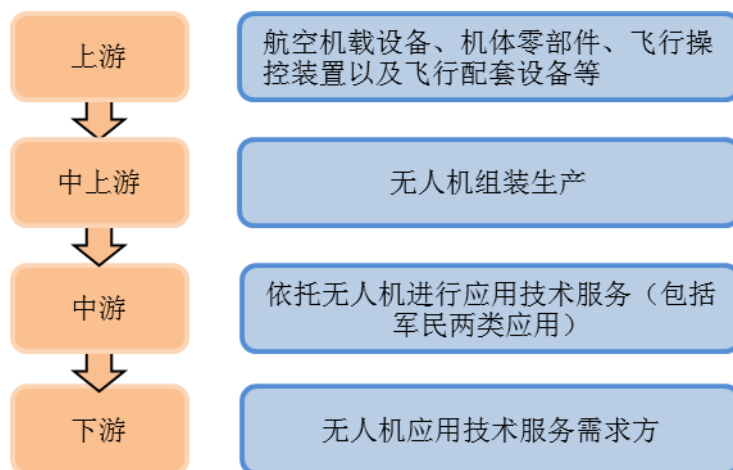 上游
航空机载设备、机体零部件、飞行操
控装置以及飞行配套设备等
中上游
无人机组装生产
中游
依托无人机进行应用技术服务（包括
军民两类应用）
下游
无人机应用技术服务需求方